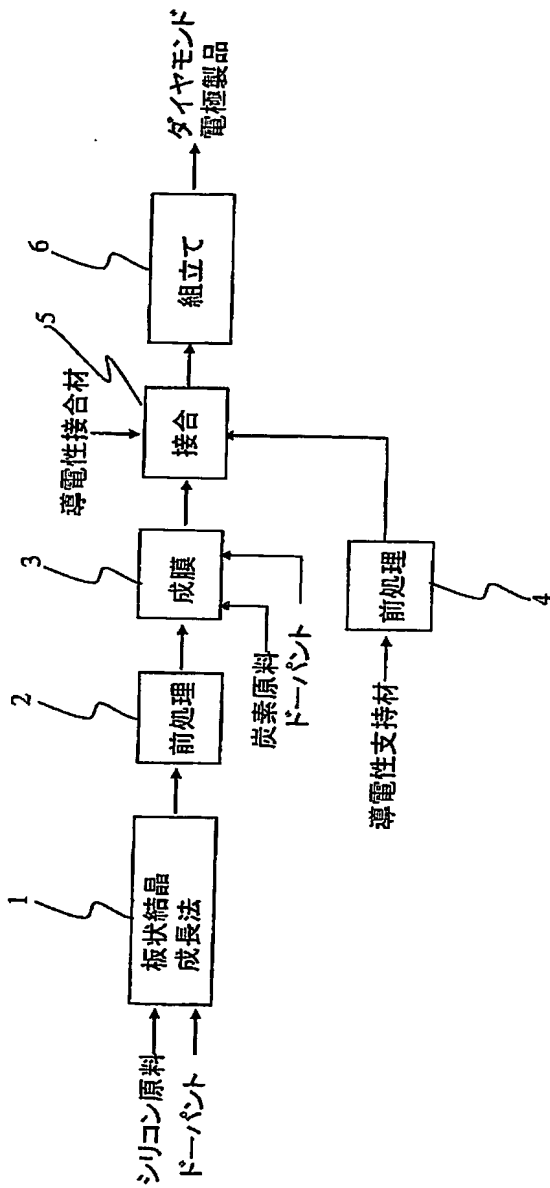 シリコン原料
ドーパント
1
板状結晶
成長法
2
前処理
3
成膜
炭素原料
ドーパント
導電性接合材
5
接合
導電性支持材
前処理
4
6
組立て
ダイヤモンド
電極製品